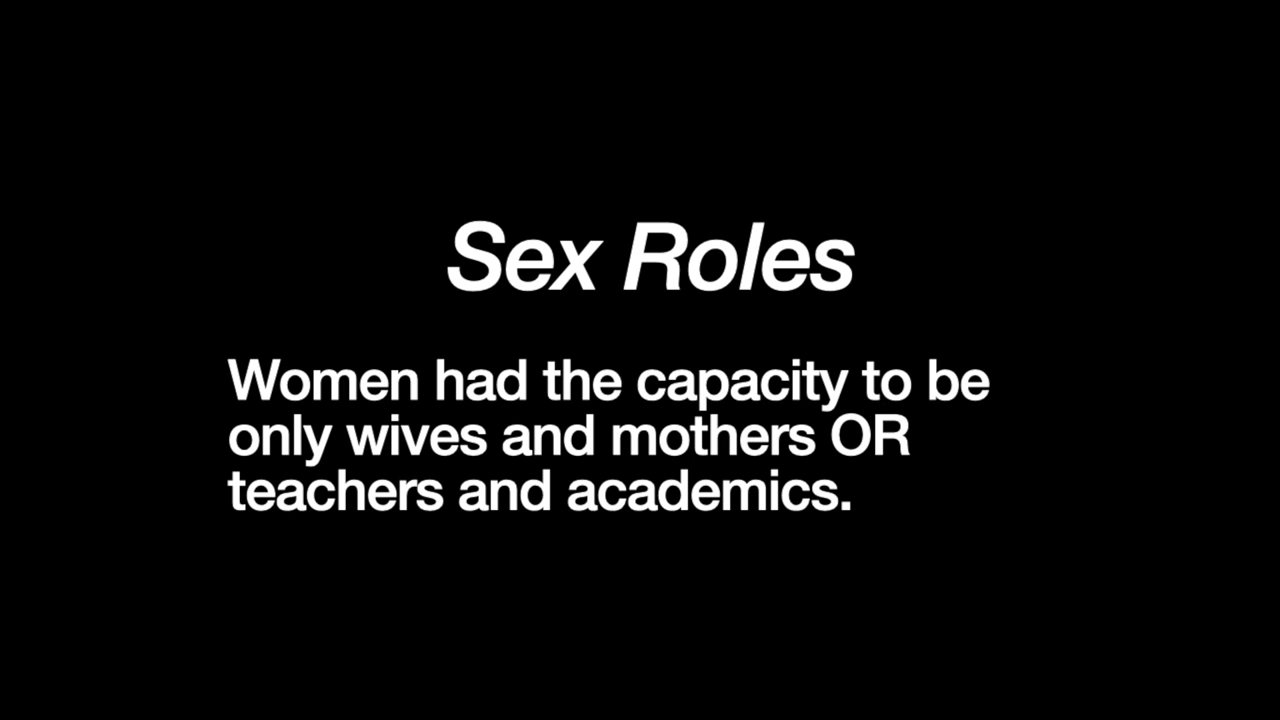 Sex Roles
Women had the capacity to be
only wives and mothers OR
teachers and academics.